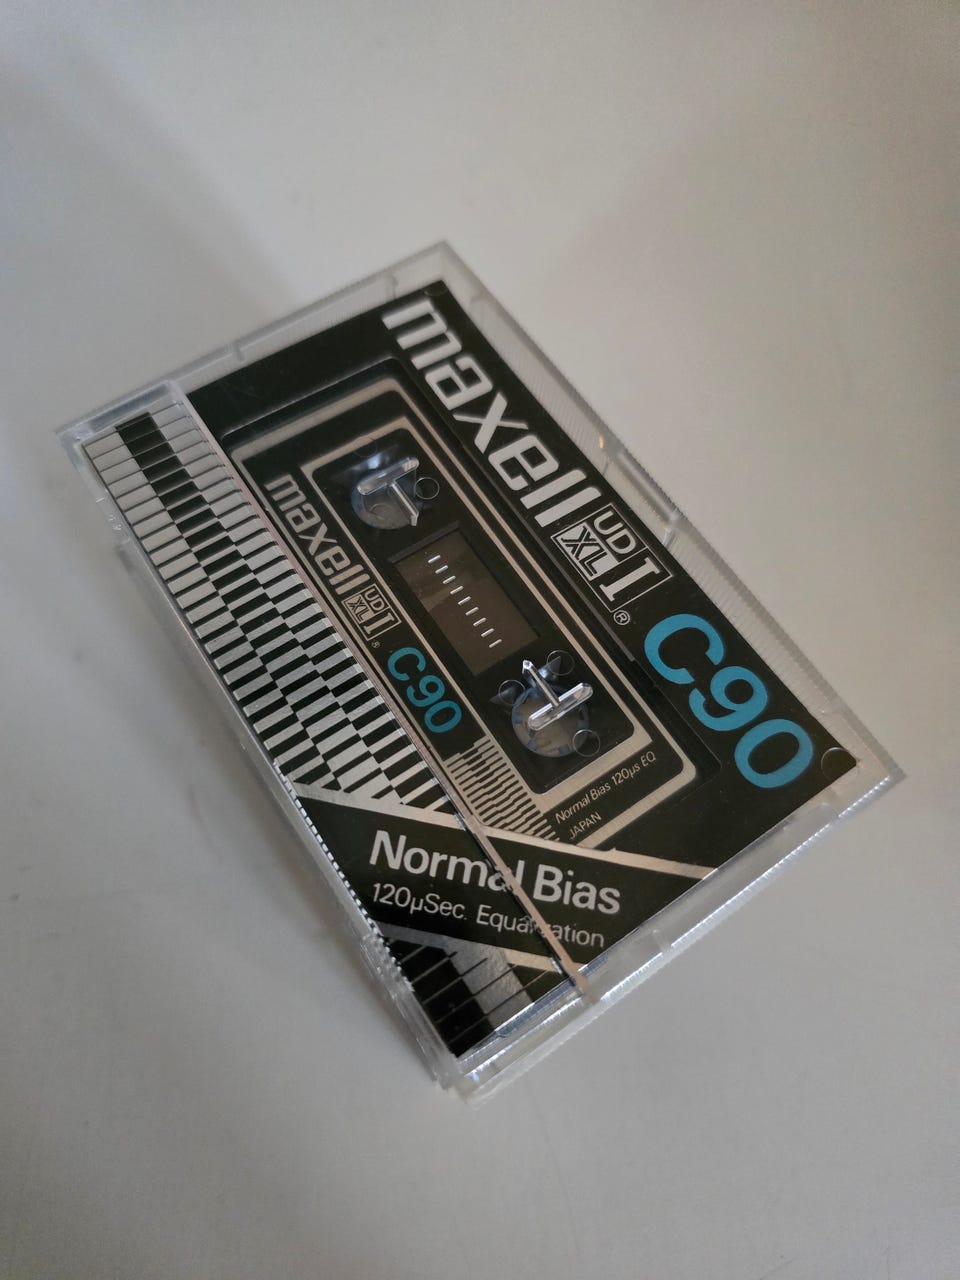 maxell UD XL I ®
C90
maxell UD XL I ®
C90
Normal Bias 120µs EQ
JAPAN
Normal Bias
120µSec. Equalization